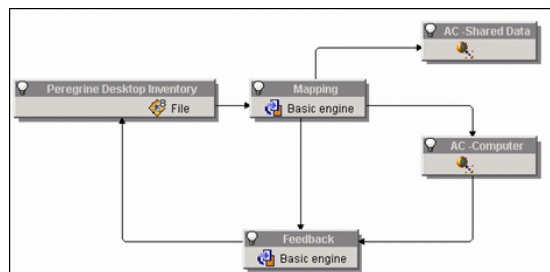 AC -Shared Data
Peregrine Desktop Inventory
File
Mapping
Basic engine
AC -Computer
Feedback
Basic engine